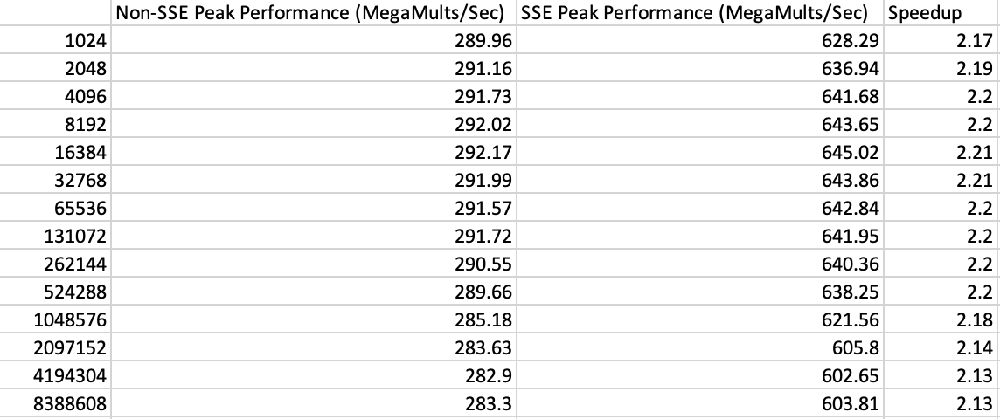 Non-SSE Peak Performance (MegaMults/Sec) SSE Peak Performance (MegaMults/Sec) Speedup
1024 289.96 628.29 2.17
2048 291.16 636.94 2.19
4096 291.73 641.68 2.2
8192 292.02 643.65 2.2
16384 292.17 645.02 2.21
32768 291.99 643.86 2.21
65536 291.57 642.84 2.2
131072 291.72 641.95 2.2
262144 290.55 640.36 2.2
524288 289.66 638.25 2.2
1048576 285.18 621.56 2.18
2097152 283.63 605.8 2.14
4194304 282.9 602.65 2.13
8388608 283.3 603.81 2.13